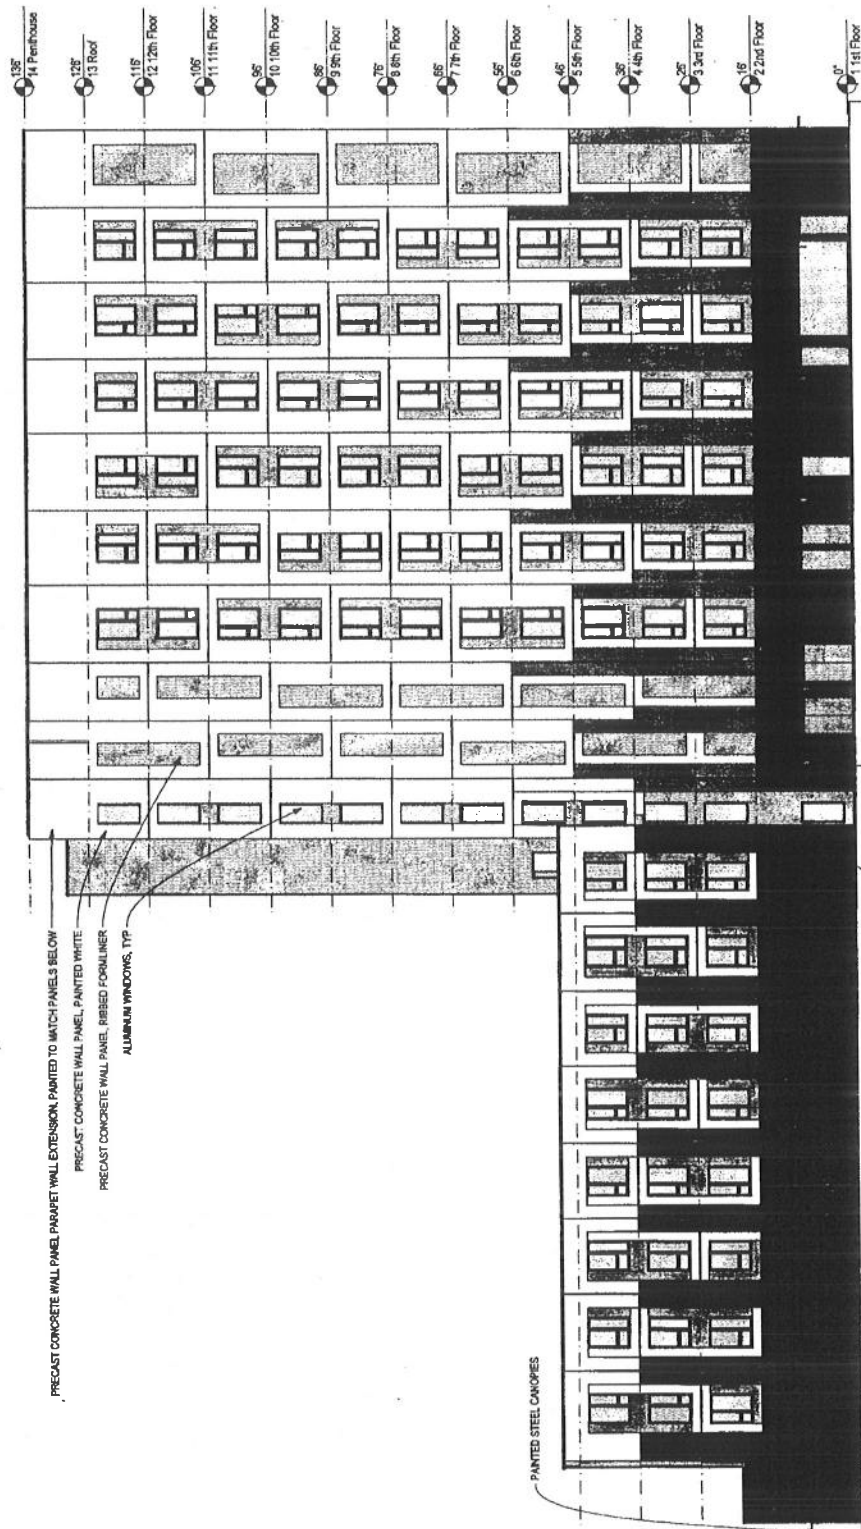 136'
14 Penthouse
126'
13 Roof
116'
12 12th Floor
106'
11 11th Floor
96'
10 10th Floor
86'
9 9th Floor
76'
8 8th Floor
66'
7 7th Floor
56'
6 6th Floor
46'
5 5th Floor
36'
4 4th Floor
26'
3 3rd Floor
16'
2 2nd Floor
0"
1 1st Floor
PRECAST CONCRETE WALL PANEL PARAPET WALL EXTENSION, PAINTED TO MATCH PANELS BELOW
PRECAST CONCRETE WALL PANEL, PAINTED WHITE
PRECAST CONCRETE WALL PANEL, RIBBED FORMLINER
ALUMINUM WINDOWS, TYP
PAINTED STEEL CANOPIES